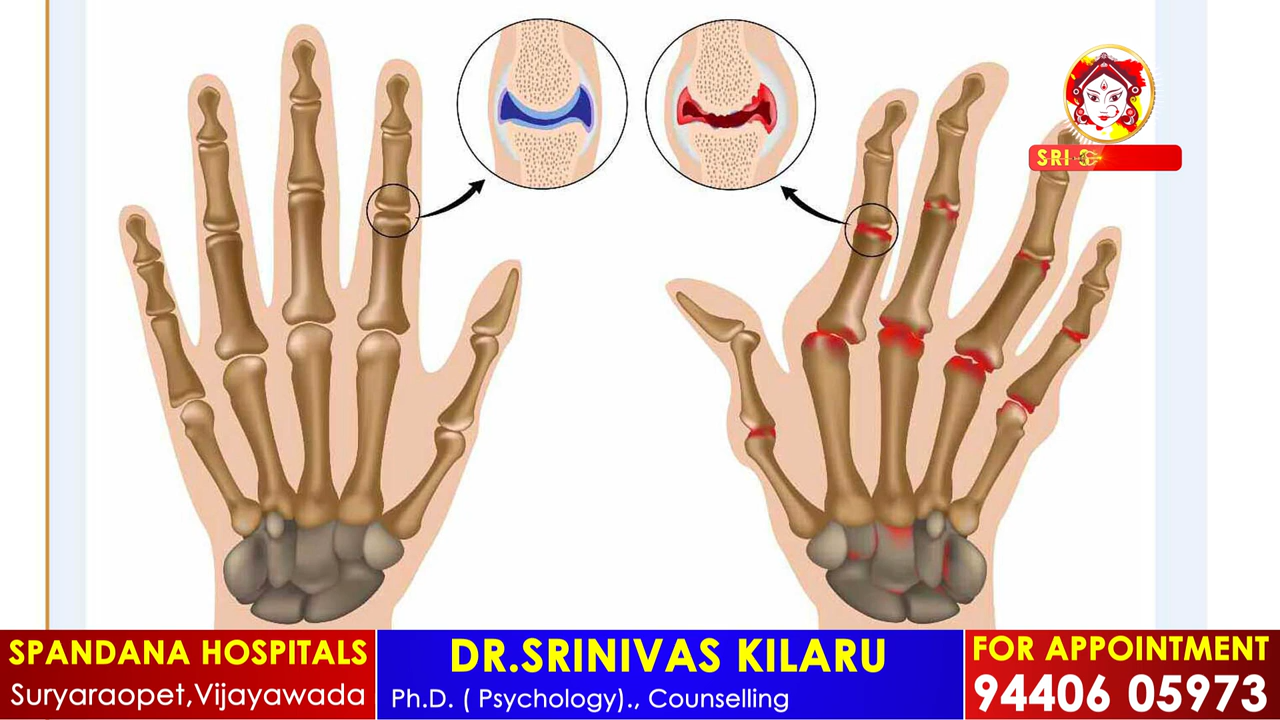 SRI
SPANDANA HOSPITALS
Suryaraopet,Vijayawada
DR.SRINIVAS KILARU
Ph.D. ( Psychology)., Counselling
FOR APPOINTMENT
94406 05973